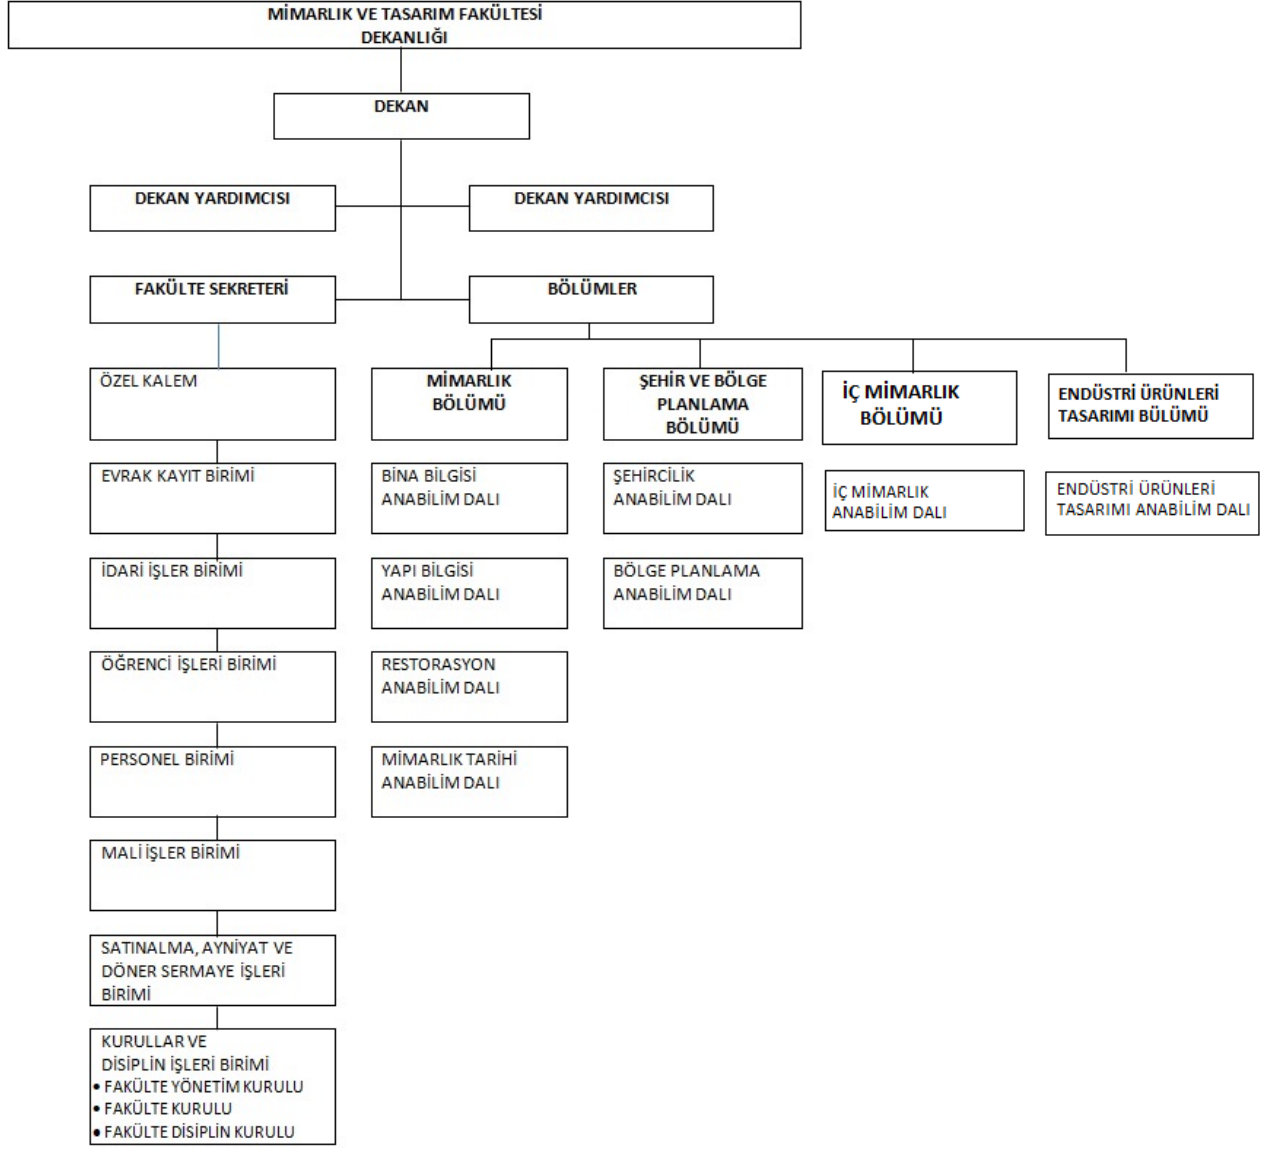 MİMARLIK VE TASARIM FAKÜLTESİ
DEKANLIĞI
DEKAN
DEKAN YARDIMCISI
DEKAN YARDIMCISI
FAKÜLTE SEKRETERİ
BÖLÜMLER
ÖZEL KALEM
MİMARLIK
BÖLÜMÜ
ŞEHİR VE BÖLGE
PLANLAMA
BÖLÜMÜ
İÇ MİMARLIK
BÖLÜMÜ
ENDÜSTRİ ÜRÜNLERİ
TASARIMI BÜLÜMÜ
EVRAK KAYIT BİRİMİ
BİNA BİLGİSİ
ANABİLİM DALI
ŞEHİRCİLİK
ANABİLİM DALI
İÇ MİMARLIK
ANABİLİM DALI
ENDÜSTRİ ÜRÜNLERİ
TASARIMI ANABİLİM DALI
İDARİ İŞLER BİRİMİ
YAPI BİLGİSİ
ANABİLİM DALI
BÖLGE PLANLAMA
ANABİLİM DALI
ÖĞRENCİ İŞLERİ BİRİMİ
RESTORASYON
ANABİLİM DALI
PERSONEL BİRİMİ
MİMARLIK TARİHİ
ANABİLİM DALI
MALİ İŞLER BİRİMİ
SATINALMA, AYNİYAT VE
DÖNER SERMAYE İŞLERİ
BİRİMİ
KURULLAR VE
DİSİPLİN İŞLERİ BİRİMİ
• FAKÜLTE YÖNETİM KURULU
• FAKÜLTE KURULU
• FAKÜLTE DİSİPLİN KURULU